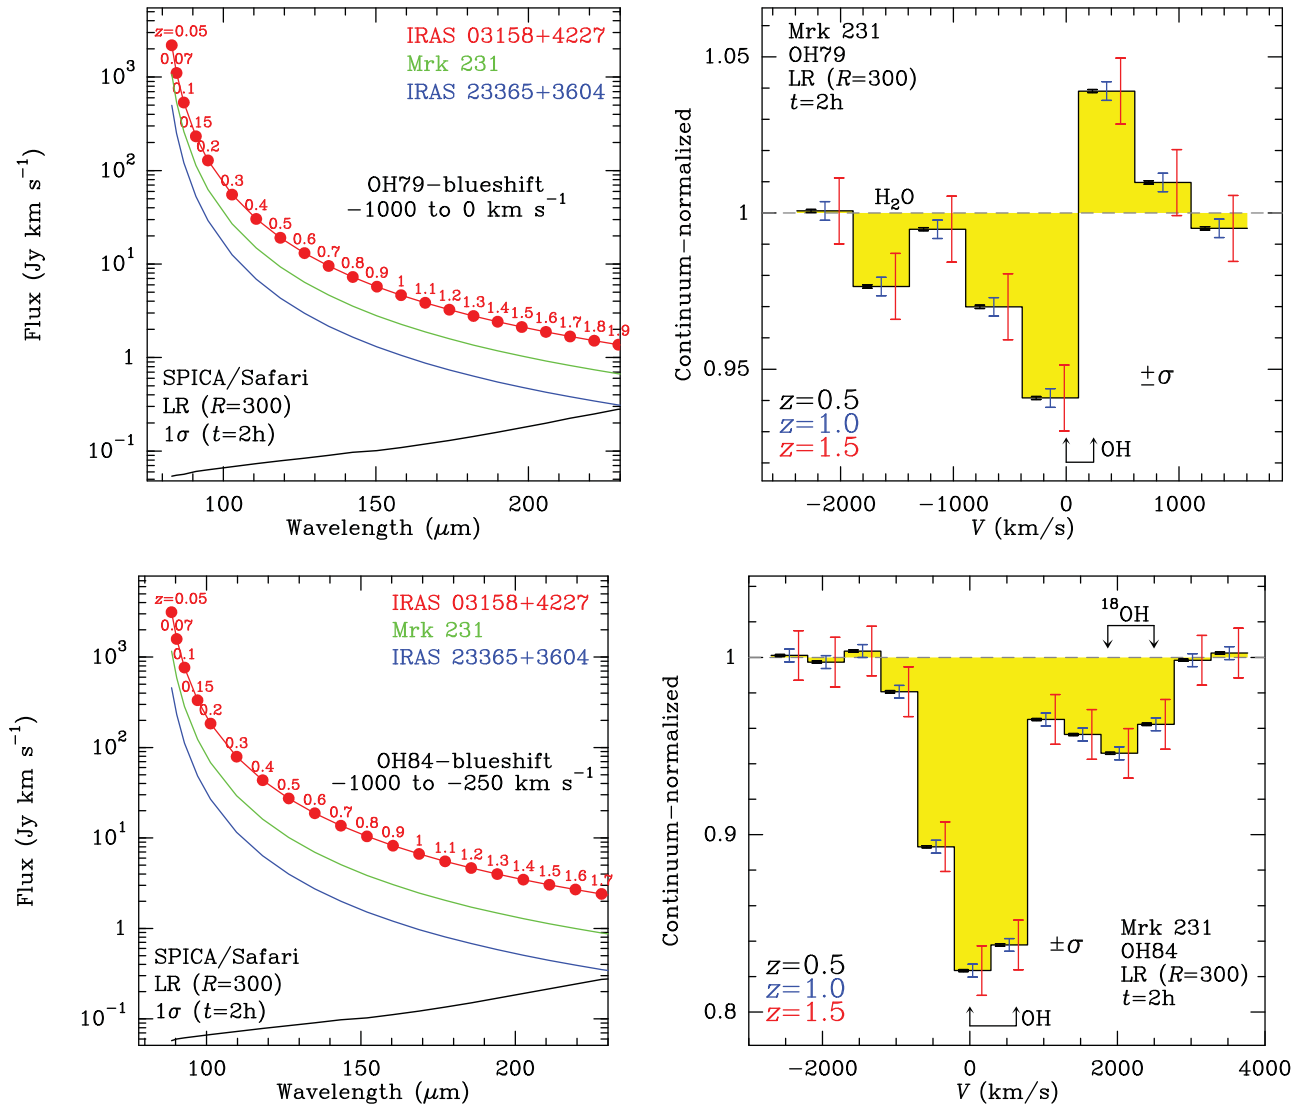 IRAS 03158+4227
Mrk 231
IRAS 23365+3604
z=0.05
0.07
0.1
0.15
0.2
0.3
0.4
0.5
0.6
0.7
0.8
0.9
1
1.1
1.2
1.3
1.4
1.5
1.6
1.7
1.8
1.9
OH79−blueshift
−1000 to 0 km s⁻¹
SPICA/Safari
LR (R=300)
1σ (t=2h)
10³
10²
10¹
1
10⁻¹
Flux (Jy km s⁻¹)
100
150
200
Wavelength (μm)
Mrk 231
OH79
LR (R=300)
t=2h
H₂O
±σ
z=0.5
z=1.0
z=1.5
OH
1.05
1
0.95
Continuum−normalized
−2000
−1000
0
1000
V (km/s)
IRAS 03158+4227
Mrk 231
IRAS 23365+3604
z=0.05
0.07
0.1
0.15
0.2
0.3
0.4
0.5
0.6
0.7
0.8
0.9
1
1.1
1.2
1.3
1.4
1.5
1.6
1.7
OH84−blueshift
−1000 to −250 km s⁻¹
SPICA/Safari
LR (R=300)
1σ (t=2h)
10³
10²
10¹
1
10⁻¹
Flux (Jy km s⁻¹)
100
150
200
Wavelength (μm)
¹⁸OH
±σ
Mrk 231
OH84
LR (R=300)
t=2h
z=0.5
z=1.0
z=1.5
OH
1
0.9
0.8
Continuum−normalized
−2000
0
2000
4000
V (km/s)